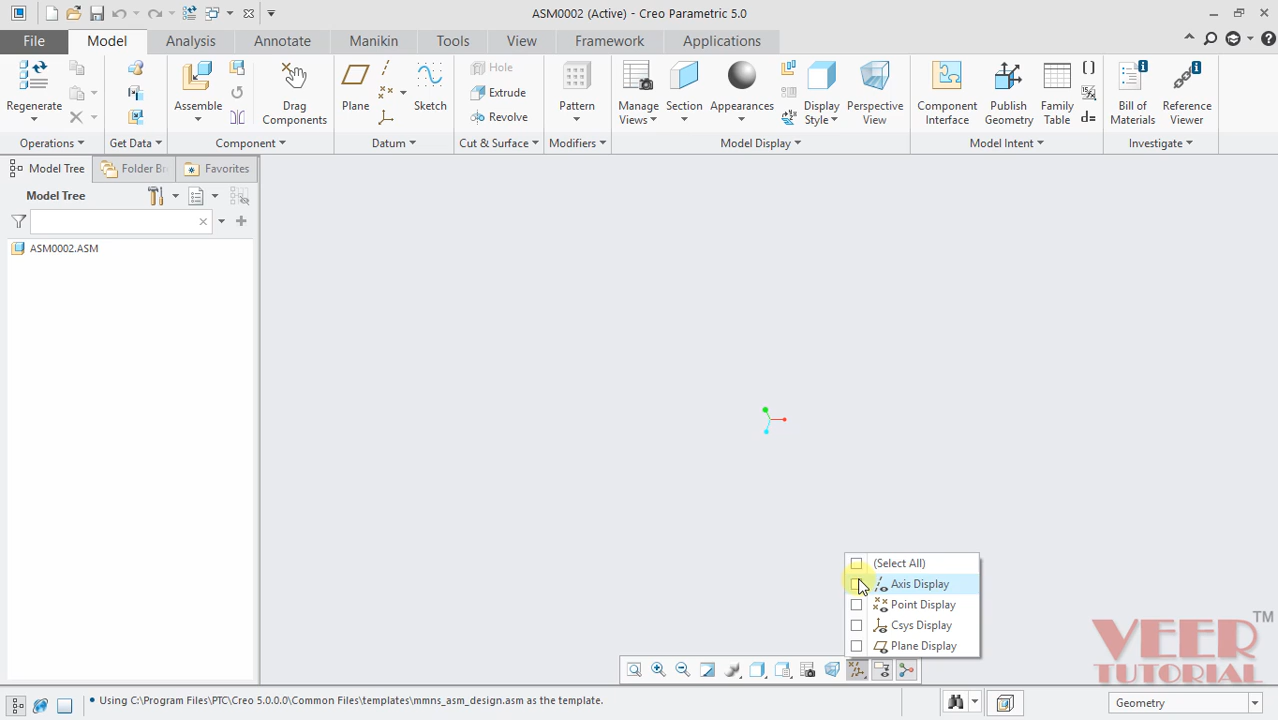 ASM0002 (Active) - Creo Parametric 5.0
File Model Analysis Annotate Manikin Tools View Framework Applications
Regenerate
Assemble
Drag Components
Plane
Sketch
Hole
Extrude
Revolve
Pattern
Manage Views
Section
Appearances
Display Style
Perspective View
Component Interface
Publish Geometry
Family Table
Bill of Materials
Reference Viewer
Operations Get Data Component Datum Cut & Surface Modifiers Model Display Model Intent Investigate
Model Tree Folder Br Favorites
Model Tree
ASM0002.ASM
(Select All)
Axis Display
Point Display
Csys Display
Plane Display
VEER TM
TUTORIAL
• Using C:\Program Files\PTC\Creo 5.0.0.0\Common Files\templates\mmns_asm_design.asm as the template.
Geometry